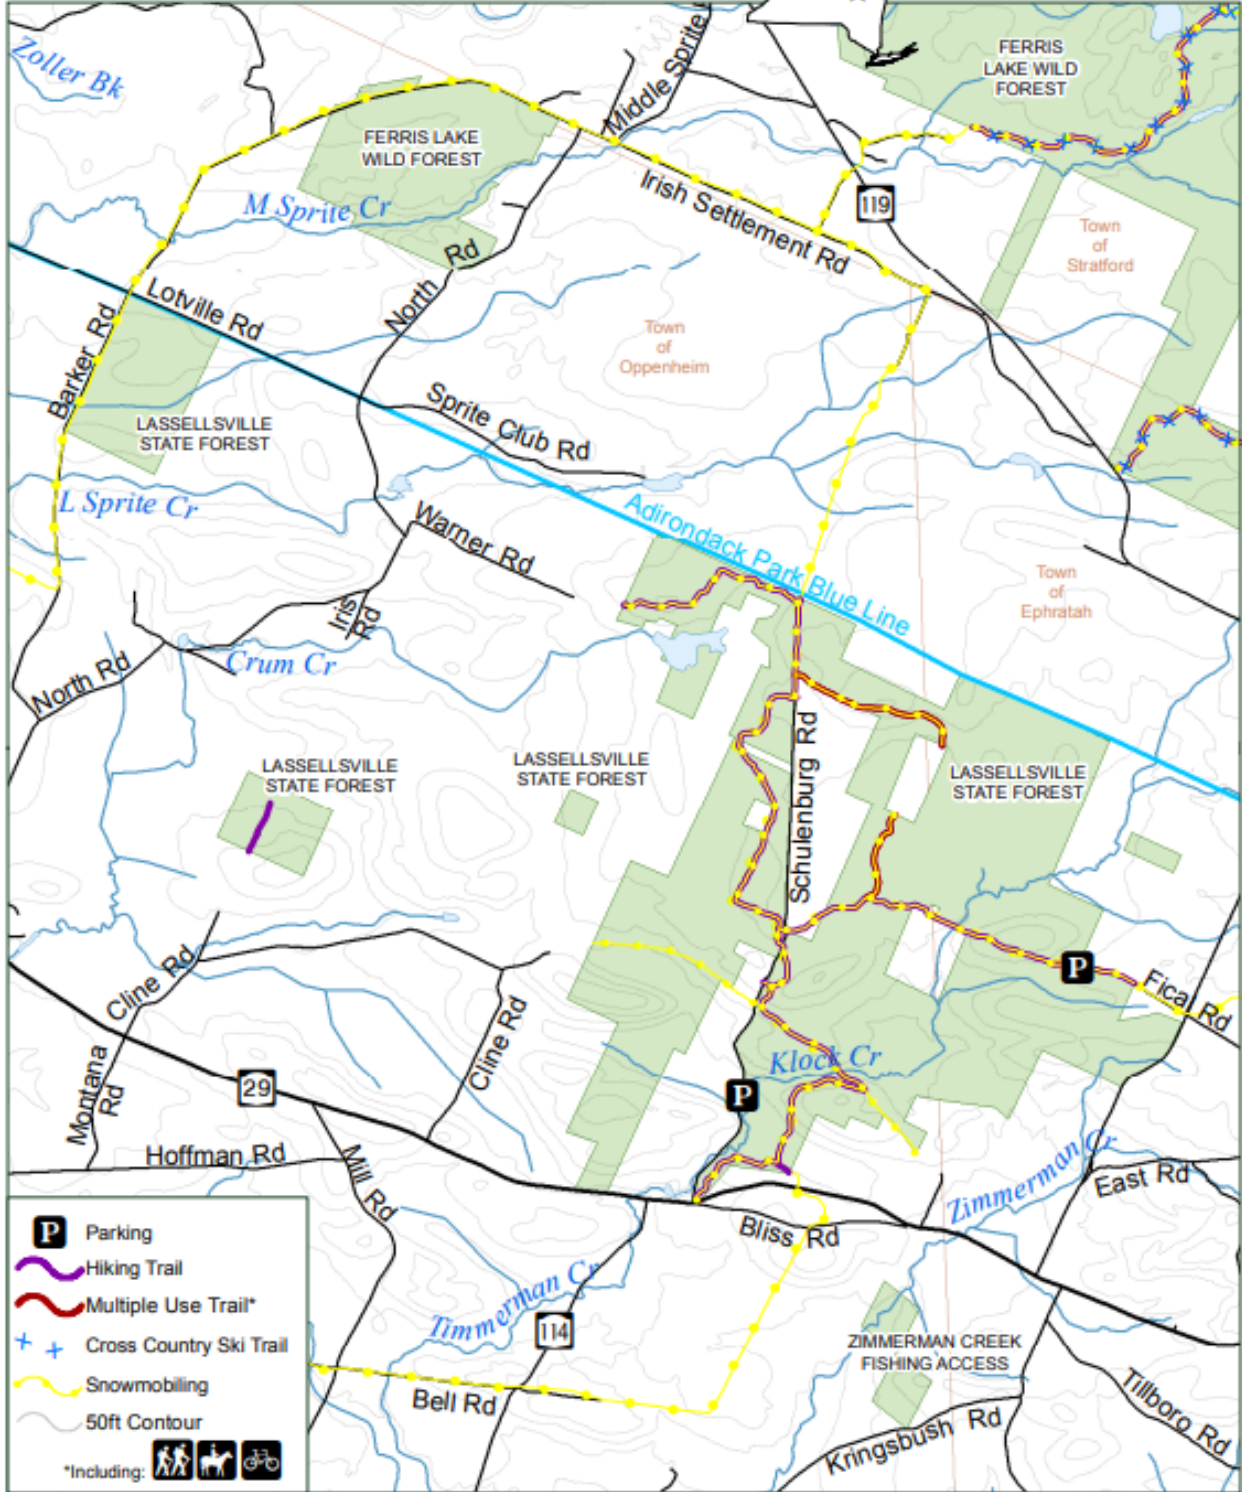 Zoller Bk
Middle Sprite
FERRIS
LAKE WILD
FOREST
FERRIS LAKE
WILD FOREST
M Sprite Cr
Irish Settlement Rd
119
Town
of
Stratford
North Rd
Lotville Rd
Barker Rd
Town
of
Oppenheim
Sprite Club Rd
LASSELLSVILLE
STATE FOREST
L Sprite Cr
Warner Rd
Adirondack Park Blue Line
Town
of
Ephratah
Iris
Rd
Crum Cr
North Rd
Schulenburg Rd
LASSELLSVILLE
STATE FOREST
LASSELLSVILLE
STATE FOREST
LASSELLSVILLE
STATE FOREST
Cline Rd
P
Fical Rd
Cline Rd
Montana
Rd
29
Klock Cr
P
Hoffman Rd
Mill Rd
Zimmerman Cr
East Rd
Bliss Rd
Timmerman Cr
114
ZIMMERMAN CREEK
FISHING ACCESS
Bell Rd
Tillboro Rd
Kringsbush Rd
P Parking
Hiking Trail
Multiple Use Trail*
Cross Country Ski Trail
Snowmobiling
50ft Contour
*Including: